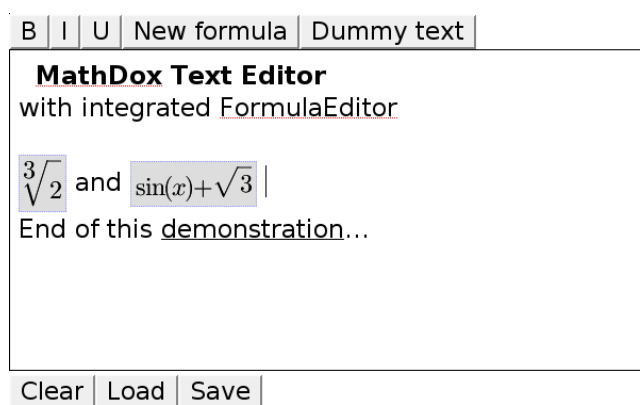 B I U New formula Dummy text
MathDox Text Editor
with integrated FormulaEditor
∛2 and sin(x)+√3
End of this demonstration...
Clear Load Save